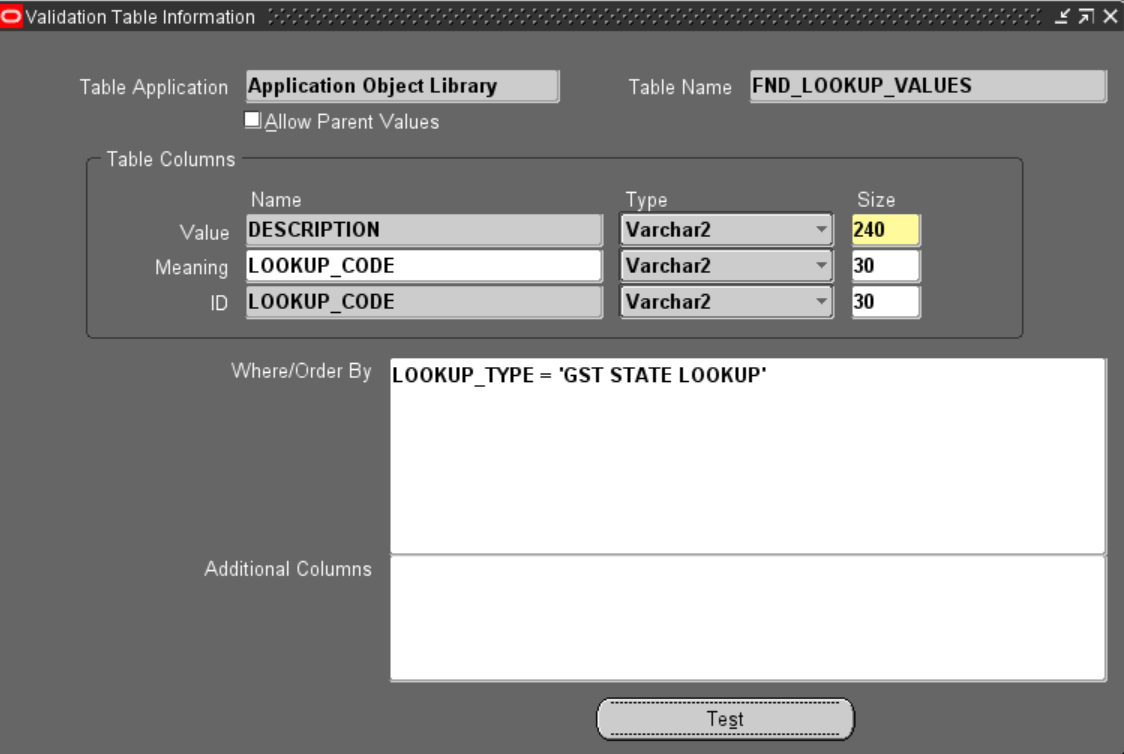 Validation Table Information
Table Application Application Object Library Table Name FND_LOOKUP_VALUES
Allow Parent Values
Table Columns
Name Type Size
Value DESCRIPTION Varchar2 240
Meaning LOOKUP_CODE Varchar2 30
ID LOOKUP_CODE Varchar2 30
Where/Order By LOOKUP_TYPE = 'GST STATE LOOKUP'
Additional Columns
Test